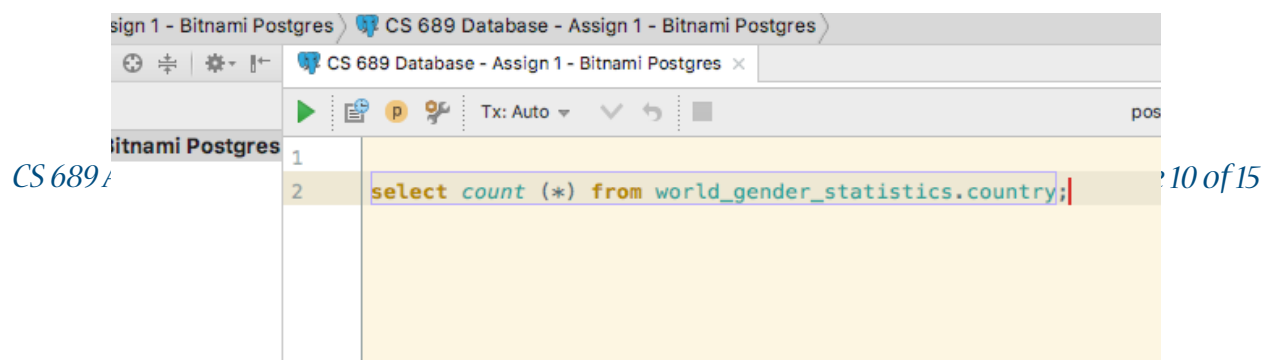 sign 1 - Bitnami Postgres CS 689 Database - Assign 1 - Bitnami Postgres
CS 689 Database - Assign 1 - Bitnami Postgres
P Tx: Auto pos
Bitnami Postgres
1
CS 689 10 of 15
2 select count (*) from world_gender_statistics.country;